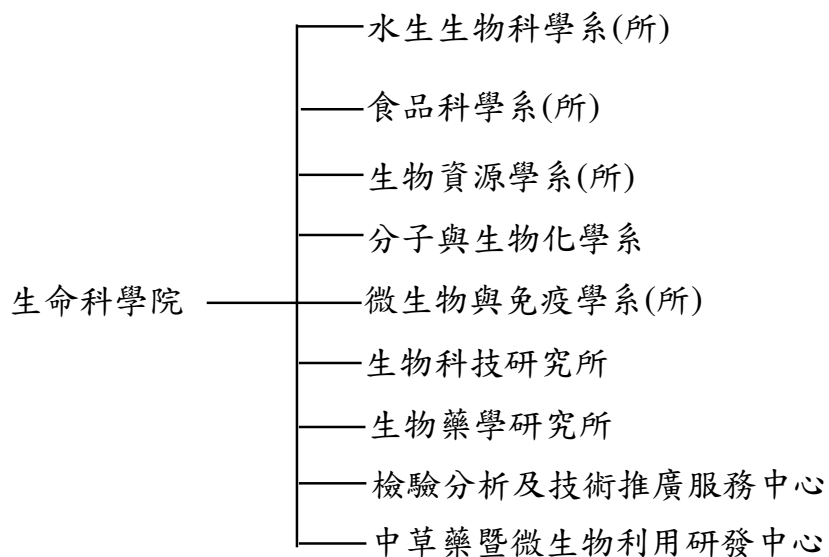 水生生物科學系(所)
食品科學系(所)
生物資源學系(所)
分子與生物化學系
生命科學院
微生物與免疫學系(所)
生物科技研究所
生物藥學研究所
檢驗分析及技術推廣服務中心
中草藥暨微生物利用研發中心